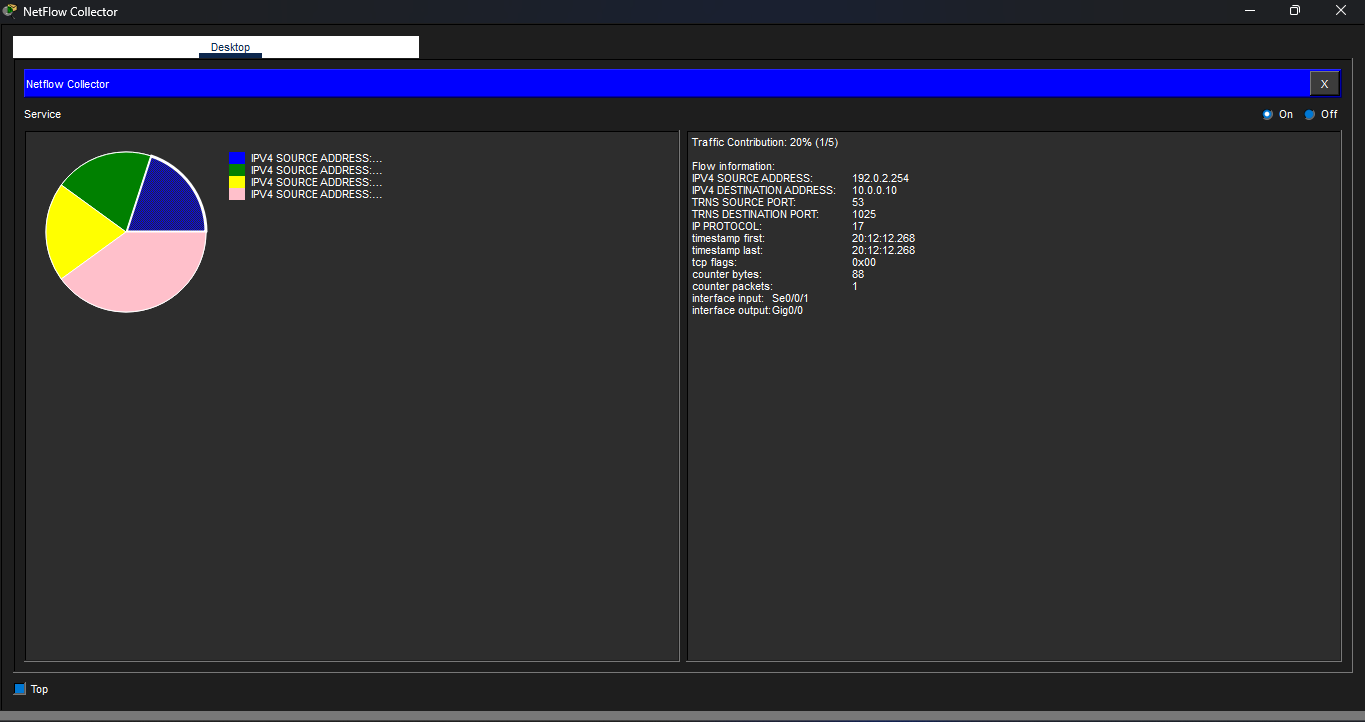 NetFlow Collector
Desktop
Netflow Collector
X
Service
On Off
IPV4 SOURCE ADDRESS:...
IPV4 SOURCE ADDRESS:...
IPV4 SOURCE ADDRESS:...
IPV4 SOURCE ADDRESS:...
Traffic Contribution: 20% (1/5)
Flow information:
IPV4 SOURCE ADDRESS: 192.0.2.254
IPV4 DESTINATION ADDRESS: 10.0.0.10
TRNS SOURCE PORT: 53
TRNS DESTINATION PORT: 1025
IP PROTOCOL: 17
timestamp first: 20:12:12.268
timestamp last: 20:12:12.268
tcp flags: 0x00
counter bytes: 88
counter packets: 1
interface input: Se0/0/1
interface output: Gig0/0
Top